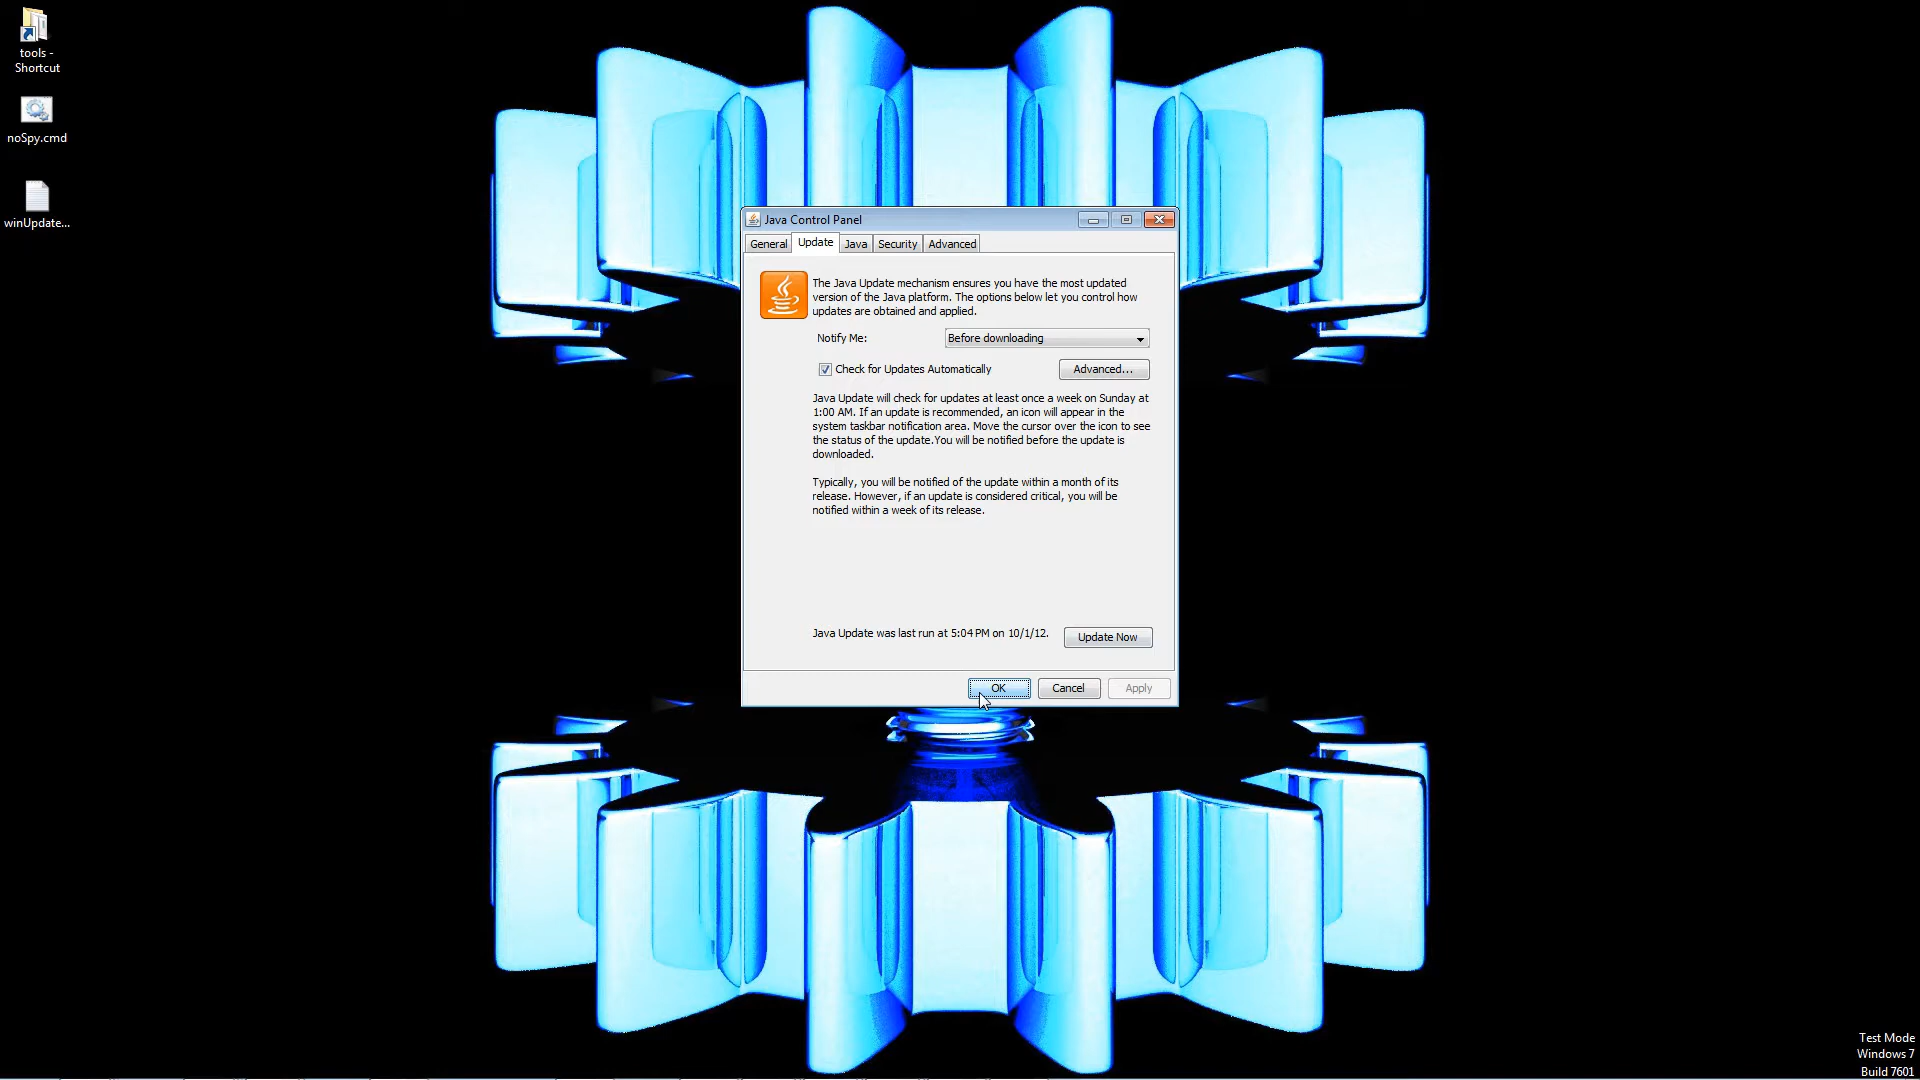 tools -
Shortcut
noSpy.cmd
winUpdate...
Java Control Panel
General
Update
Java
Security
Advanced
The Java Update mechanism ensures you have the most updated
version of the Java platform. The options below let you control how
updates are obtained and applied.
Notify Me:
Before downloading
Check for Updates Automatically
Advanced...
Java Update will check for updates at least once a week on Sunday at
1:00 AM. If an update is recommended, an icon will appear in the
system taskbar notification area. Move the cursor over the icon to see
the status of the update.You will be notified before the update is
downloaded.
Typically, you will be notified of the update within a month of its
release. However, if an update is considered critical, you will be
notified within a week of its release.
Java Update was last run at 5:04 PM on 10/1/12.
Update Now
OK
Cancel
Apply
Test Mode
Windows 7
Build 7601